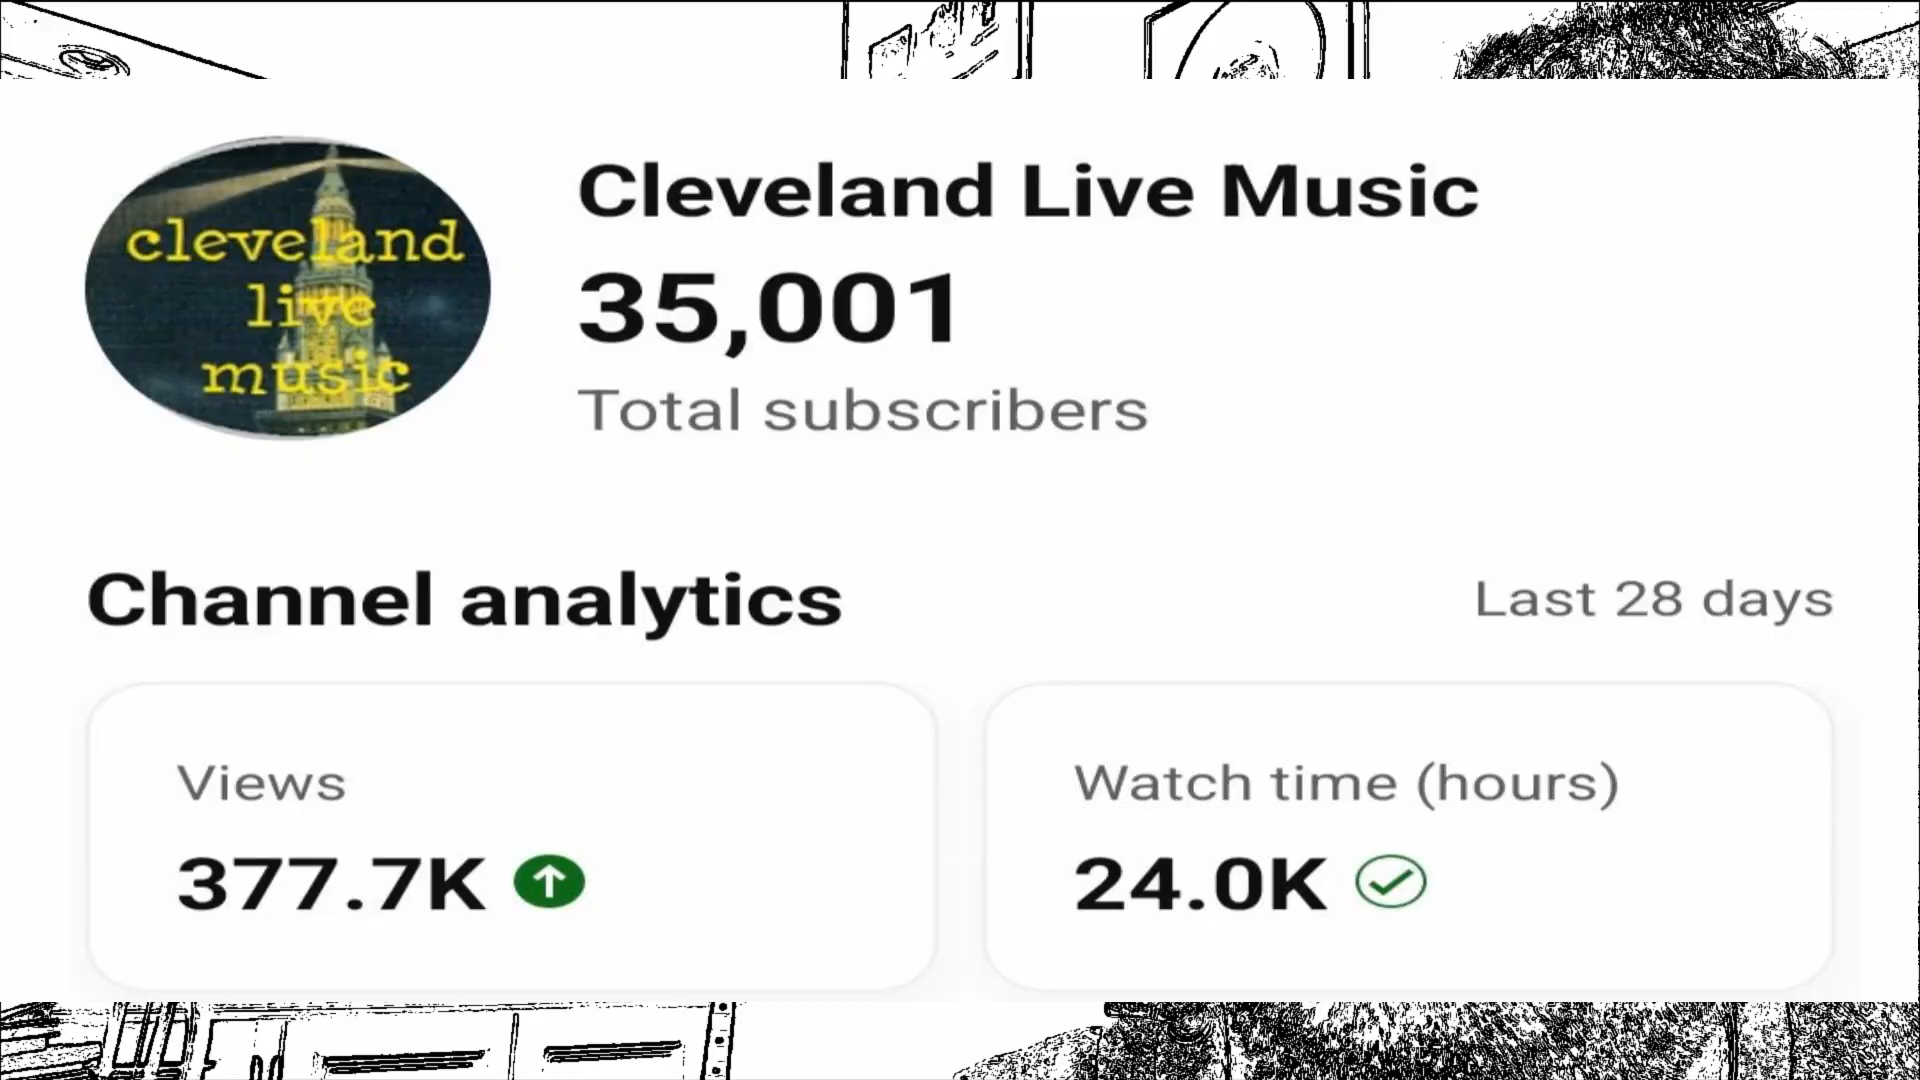 cleveland
live
music
Cleveland Live Music
35,001
Total subscribers
Channel analytics
Last 28 days
Views
377.7K
Watch time (hours)
24.0K